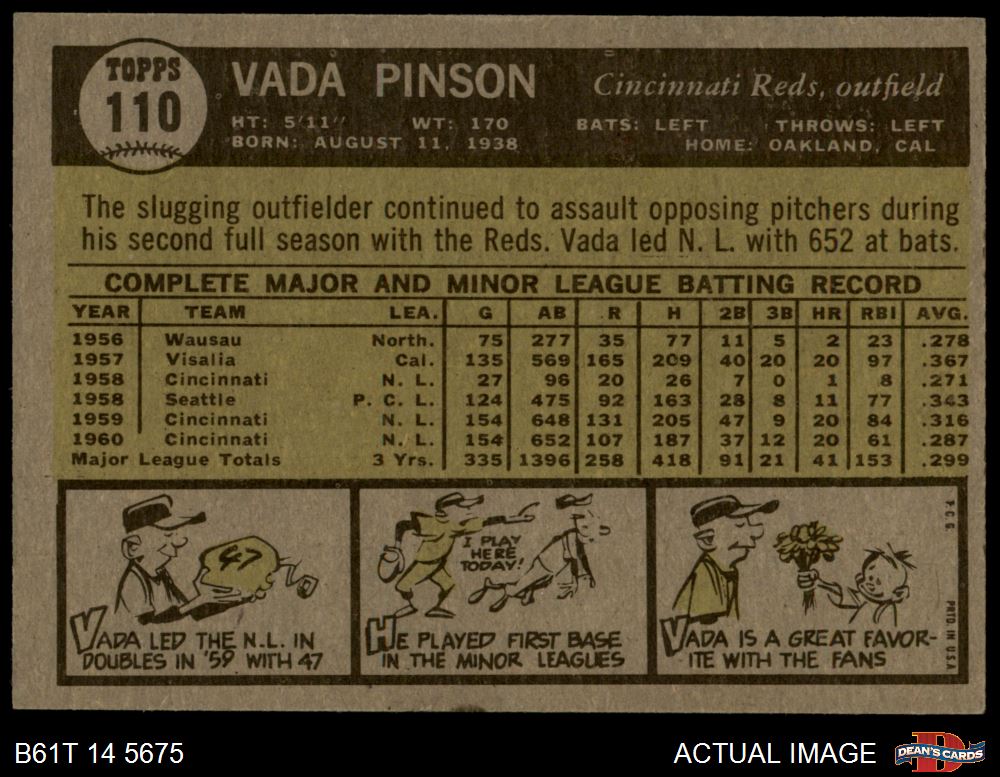 TOPPS
110
VADA PINSON
Cincinnati Reds, outfield
HT: 5'11" WT: 170 BATS: LEFT THROWS: LEFT
BORN: AUGUST 11, 1938 HOME: OAKLAND, CAL
The slugging outfielder continued to assault opposing pitchers during
his second full season with the Reds. Vada led N. L. with 652 at bats.
COMPLETE MAJOR AND MINOR LEAGUE BATTING RECORD
YEAR TEAM LEA. G AB R H 2B 3B HR RBI AVG.
1956 Wausau North. 75 277 35 77 11 5 2 23 .278
1957 Visalia Cal. 135 569 165 209 40 20 20 97 .367
1958 Cincinnati N. L. 27 96 20 26 7 0 1 8 .271
1958 Seattle P. C. L. 124 475 92 163 28 8 11 77 .343
1959 Cincinnati N. L. 154 648 131 205 47 9 20 84 .316
1960 Cincinnati N. L. 154 652 107 187 37 12 20 61 .287
Major League Totals 3 Yrs. 335 1396 258 418 91 21 41 153 .299
47
VADA LED THE N.L. IN
DOUBLES IN '59 WITH 47
I PLAY
HERE
TODAY!
HE PLAYED FIRST BASE
IN THE MINOR LEAGUES
VADA IS A GREAT FAVOR-
ITE WITH THE FANS
T.C.G.
PRTD. IN U.S.A.
B61T 14 5675
ACTUAL IMAGE
D
DEAN'S CARDS